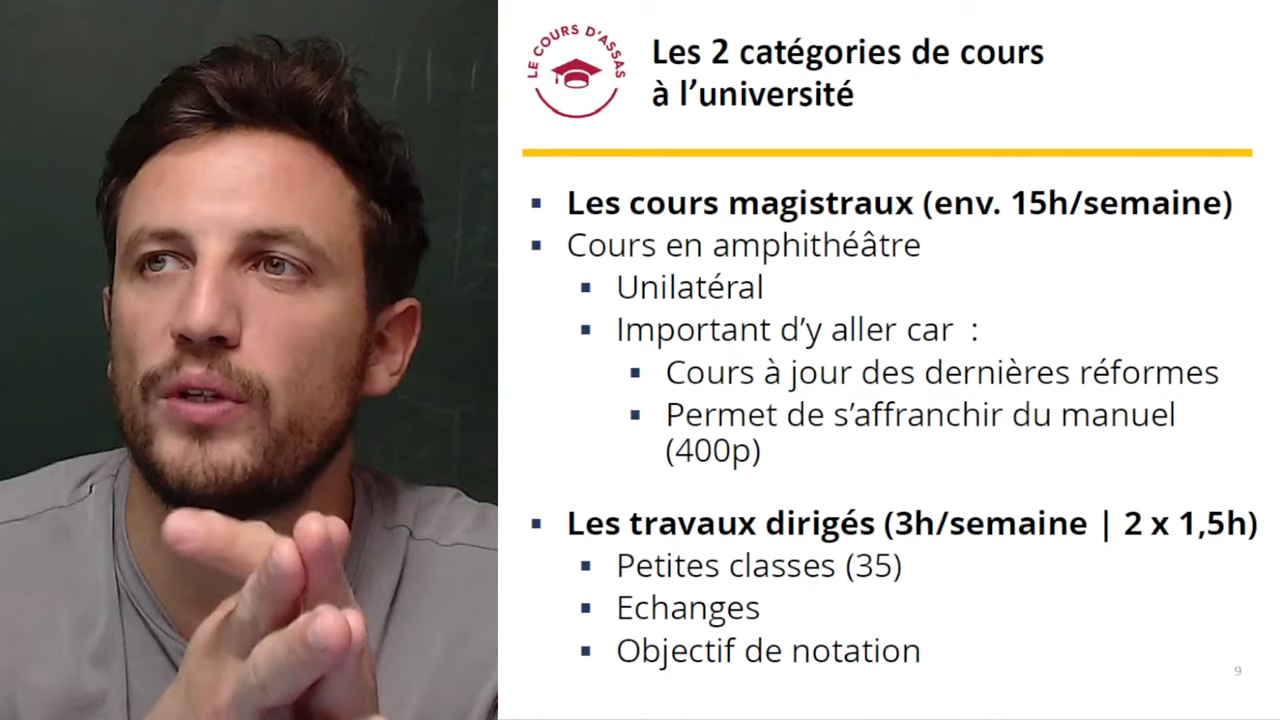 LE COURS D'ASSAS
Les 2 catégories de cours
à l'université
Les cours magistraux (env. 15h/semaine)
Cours en amphithéâtre
Unilatéral
Important d'y aller car :
Cours à jour des dernières réformes
Permet de s'affranchir du manuel
(400p)
Les travaux dirigés (3h/semaine | 2 x 1,5h)
Petites classes (35)
Echanges
Objectif de notation
9